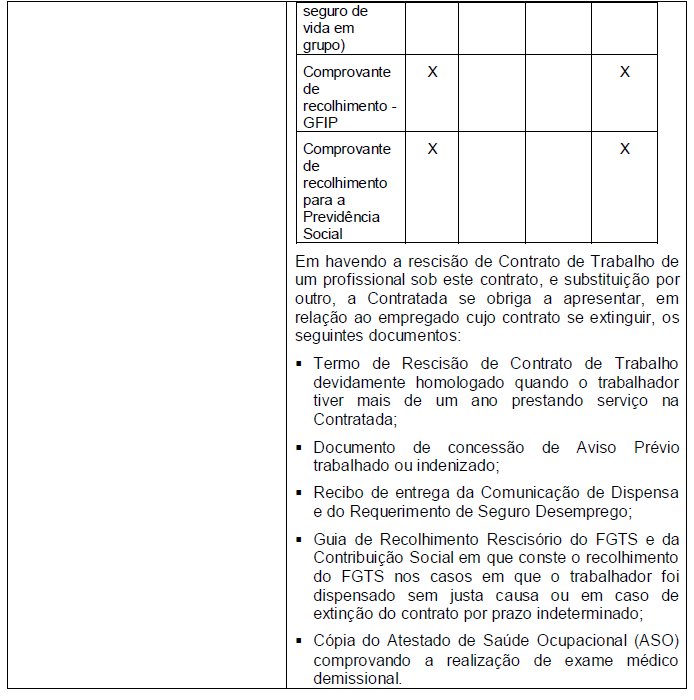 seguro de
vida em
grupo)
Comprovante
de
recolhimento -
GFIP
X
X
Comprovante
de
recolhimento
para a
Previdência
Social
X
X
Em havendo a rescisão de Contrato de Trabalho de
um profissional sob este contrato, e substituição por
outro, a Contratada se obriga a apresentar, em
relação ao empregado cujo contrato se extinguir, os
seguintes documentos:
▪ Termo de Rescisão de Contrato de Trabalho
devidamente homologado quando o trabalhador
tiver mais de um ano prestando serviço na
Contratada;
▪ Documento de concessão de Aviso Prévio
trabalhado ou indenizado;
▪ Recibo de entrega da Comunicação de Dispensa
e do Requerimento de Seguro Desemprego;
▪ Guia de Recolhimento Rescisório do FGTS e da
Contribuição Social em que conste o recolhimento
do FGTS nos casos em que o trabalhador foi
dispensado sem justa causa ou em caso de
extinção do contrato por prazo indeterminado;
▪ Cópia do Atestado de Saúde Ocupacional (ASO)
comprovando a realização de exame médico
demissional.